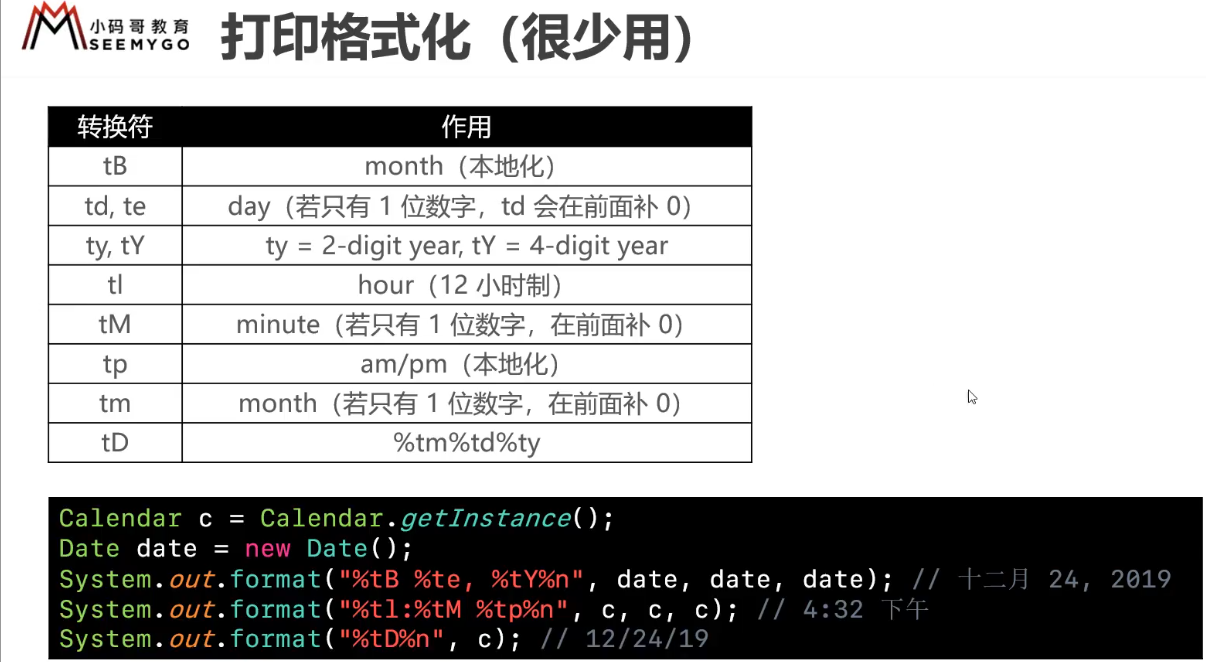 小码哥教育
SEEMYGO
打印格式化（很少用）
转换符 作用
tB month（本地化）
td, te day（若只有 1 位数字，td 会在前面补 0）
ty, tY ty = 2-digit year, tY = 4-digit year
tl hour（12 小时制）
tM minute（若只有 1 位数字，在前面补 0）
tp am/pm（本地化）
tm month（若只有 1 位数字，在前面补 0）
tD %tm%td%ty
Calendar c = Calendar.getInstance();
Date date = new Date();
System.out.format("%tB %te, %tY%n", date, date, date); // 十二月 24, 2019
System.out.format("%tl:%tM %tp%n", c, c, c); // 4:32 下午
System.out.format("%tD%n", c); // 12/24/19